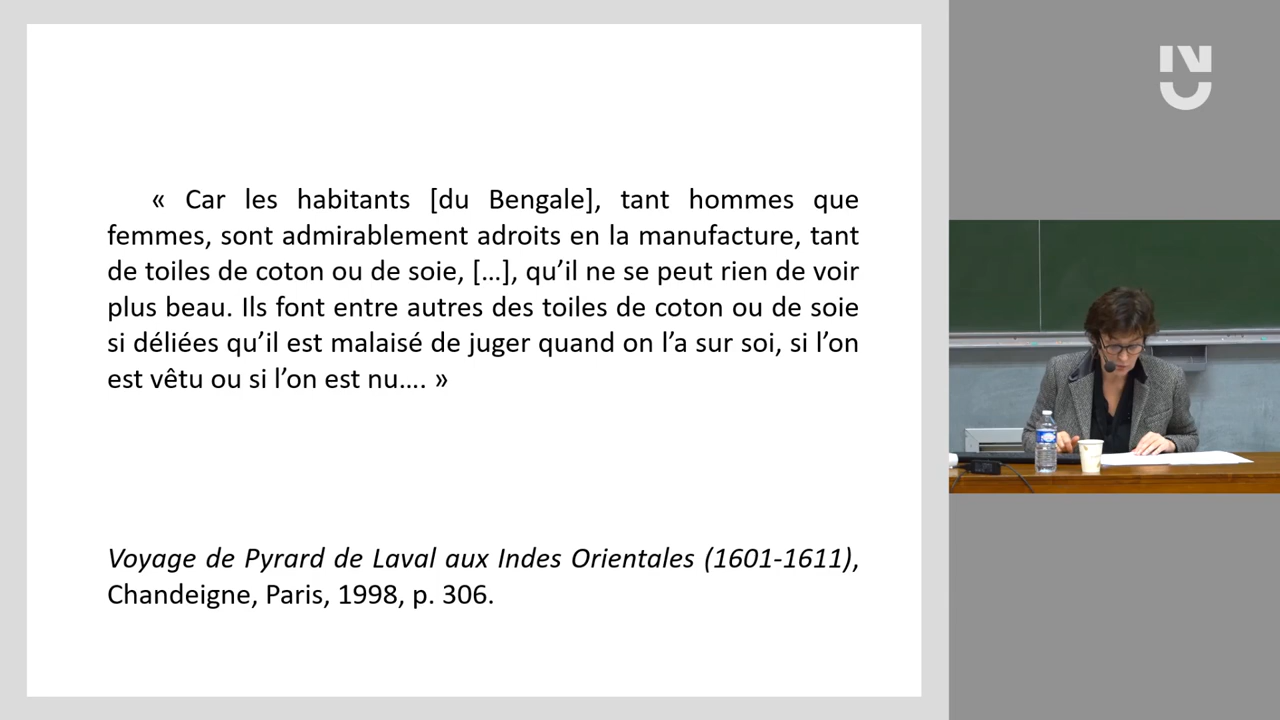 « Car les habitants [du Bengale], tant hommes que
femmes, sont admirablement adroits en la manufacture, tant
de toiles de coton ou de soie, […], qu’il ne se peut rien de voir
plus beau. Ils font entre autres des toiles de coton ou de soie
si déliées qu’il est malaisé de juger quand on l’a sur soi, si l’on
est vêtu ou si l’on est nu…. »
Voyage de Pyrard de Laval aux Indes Orientales (1601-1611),
Chandeigne, Paris, 1998, p. 306.